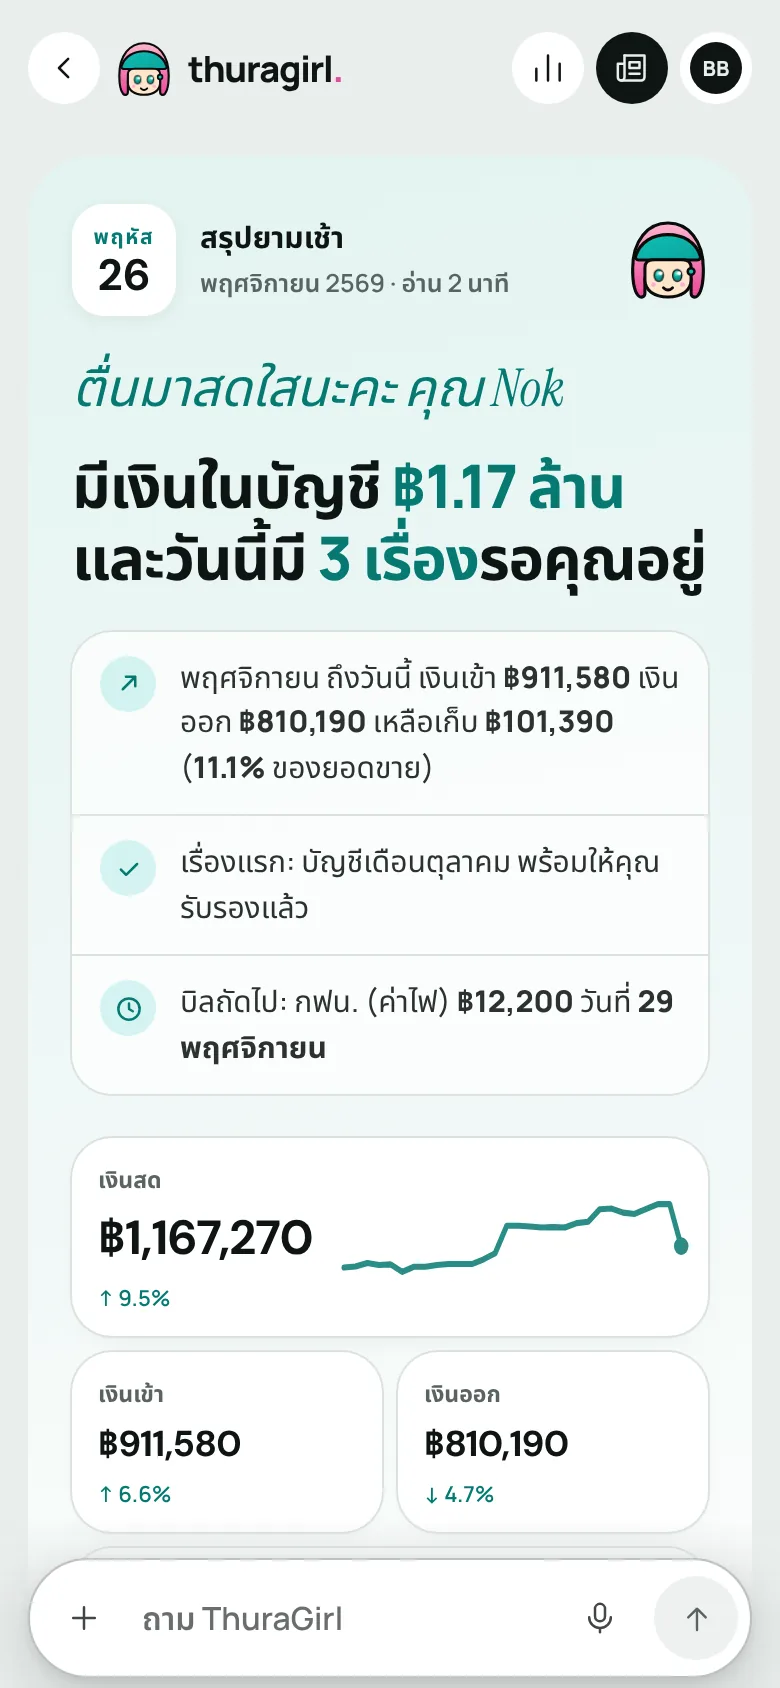 thuragirl.
BB
พฤหัส
26
สรุปยามเช้า
พฤศจิกายน 2569 · อ่าน 2 นาที
ตื่นมาสดใสนะคะ คุณ Nok
มีเงินในบัญชี ฿1.17 ล้าน
และวันนี้มี 3 เรื่องรอคุณอยู่
พฤศจิกายน ถึงวันนี้ เงินเข้า ฿911,580 เงิน
ออก ฿810,190 เหลือเก็บ ฿101,390
(11.1% ของยอดขาย)
เรื่องแรก: บัญชีเดือนตุลาคม พร้อมให้คุณ
รับรองแล้ว
บิลถัดไป: กฟน. (ค่าไฟ) ฿12,200 วันที่ 29
พฤศจิกายน
เงินสด
฿1,167,270
↑ 9.5%
เงินเข้า
฿911,580
↑ 6.6%
เงินออก
฿810,190
↓ 4.7%
ถาม ThuraGirl